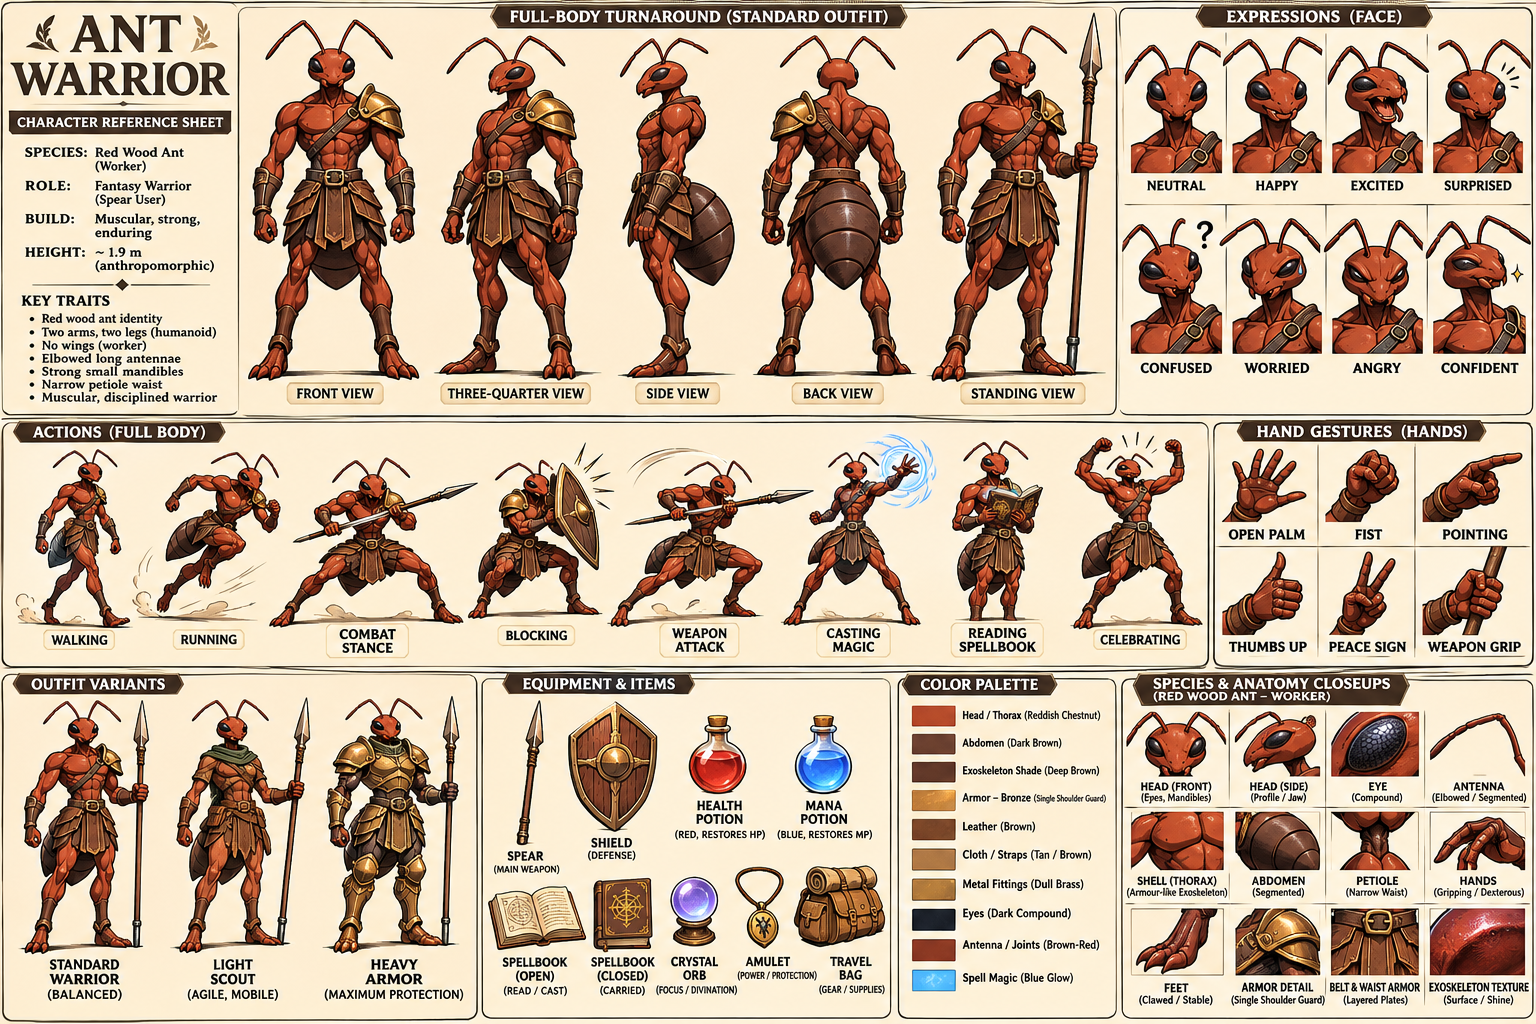 ANT
WARRIOR
CHARACTER REFERENCE SHEET
SPECIES: Red Wood Ant
(Worker)
ROLE: Fantasy Warrior
(Spear User)
BUILD: Muscular, strong,
enduring
HEIGHT: ~ 1.9 m
(anthropomorphic)
KEY TRAITS
• Red wood ant identity
• Two arms, two legs (humanoid)
• No wings (worker)
• Elbowed long antennae
• Strong small mandibles
• Narrow petiole waist
• Muscular, disciplined warrior
FULL-BODY TURNAROUND (STANDARD OUTFIT)
FRONT VIEW
THREE-QUARTER VIEW
SIDE VIEW
BACK VIEW
STANDING VIEW
EXPRESSIONS (FACE)
NEUTRAL
HAPPY
EXCITED
SURPRISED
?
CONFUSED
WORRIED
ANGRY
CONFIDENT
ACTIONS (FULL BODY)
WALKING
RUNNING
COMBAT
STANCE
BLOCKING
WEAPON
ATTACK
CASTING
MAGIC
READING
SPELLBOOK
CELEBRATING
HAND GESTURES (HANDS)
OPEN PALM
FIST
POINTING
THUMBS UP
PEACE SIGN
WEAPON GRIP
OUTFIT VARIANTS
STANDARD
WARRIOR
(BALANCED)
LIGHT
SCOUT
(AGILE, MOBILE)
HEAVY
ARMOR
(MAXIMUM PROTECTION)
EQUIPMENT & ITEMS
SPEAR
(MAIN WEAPON)
SHIELD
(DEFENSE)
HEALTH
POTION
(RED, RESTORES HP)
MANA
POTION
(BLUE, RESTORES MP)
SPELLBOOK
(OPEN)
(READ / CAST)
SPELLBOOK
(CLOSED)
(CARRIED)
CRYSTAL
ORB
(FOCUS / DIVINATION)
AMULET
(POWER / PROTECTION)
TRAVEL
BAG
(GEAR / SUPPLIES)
COLOR PALETTE
Head / Thorax (Reddish Chestnut)
Abdomen (Dark Brown)
Exoskeleton Shade (Deep Brown)
Armor – Bronze (Single Shoulder Guard)
Leather (Brown)
Cloth / Straps (Tan / Brown)
Metal Fittings (Dull Brass)
Eyes (Dark Compound)
Antenna / Joints (Brown-Red)
Spell Magic (Blue Glow)
SPECIES & ANATOMY CLOSEUPS
(RED WOOD ANT – WORKER)
HEAD (FRONT)
(Epes, Mandibles)
HEAD (SIDE)
(Profile / Jaw)
EYE
(Compound)
ANTENNA
(Elbowed / Segmented)
SHELL (THORAX)
(Armour-like Exoskeleton)
ABDOMEN
(Segmented)
PETIOLE
(Narrow Waist)
HANDS
(Gripping / Dexterous)
FEET
(Clawed / Stable)
ARMOR DETAIL
(Single Shoulder Guard)
BELT & WAIST ARMOR
(Layered Plates)
EXOSKELETON TEXTURE
(Surface / Shine)